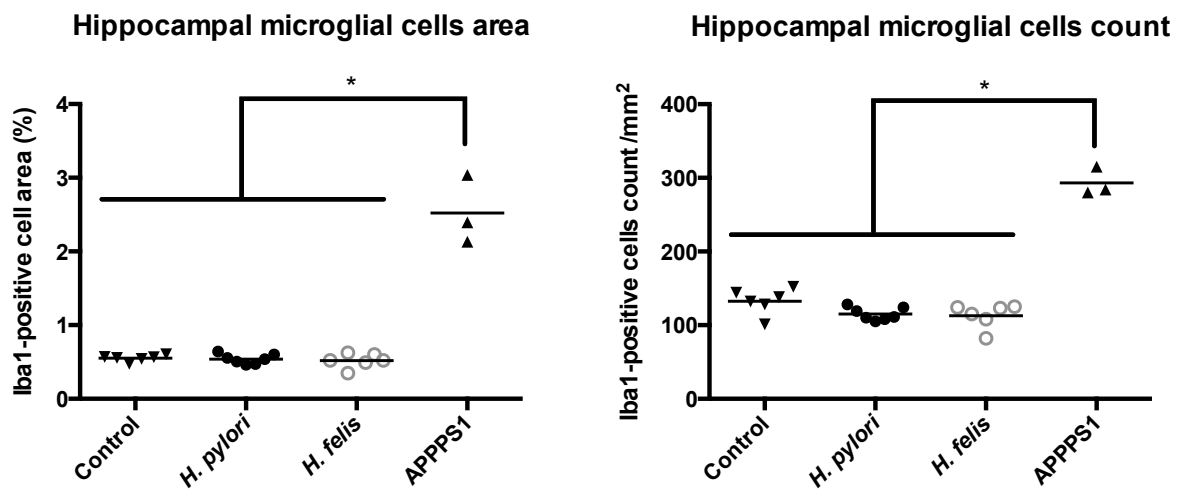 Hippocampal microglial cells area
*
Iba1-positive cell area (%)
4
3
2
1
0
Control
H. pylori
H. felis
APPPS1
Hippocampal microglial cells count
*
Iba1-positive cells count /mm²
400
300
200
100
0
Control
H. pylori
H. felis
APPPS1